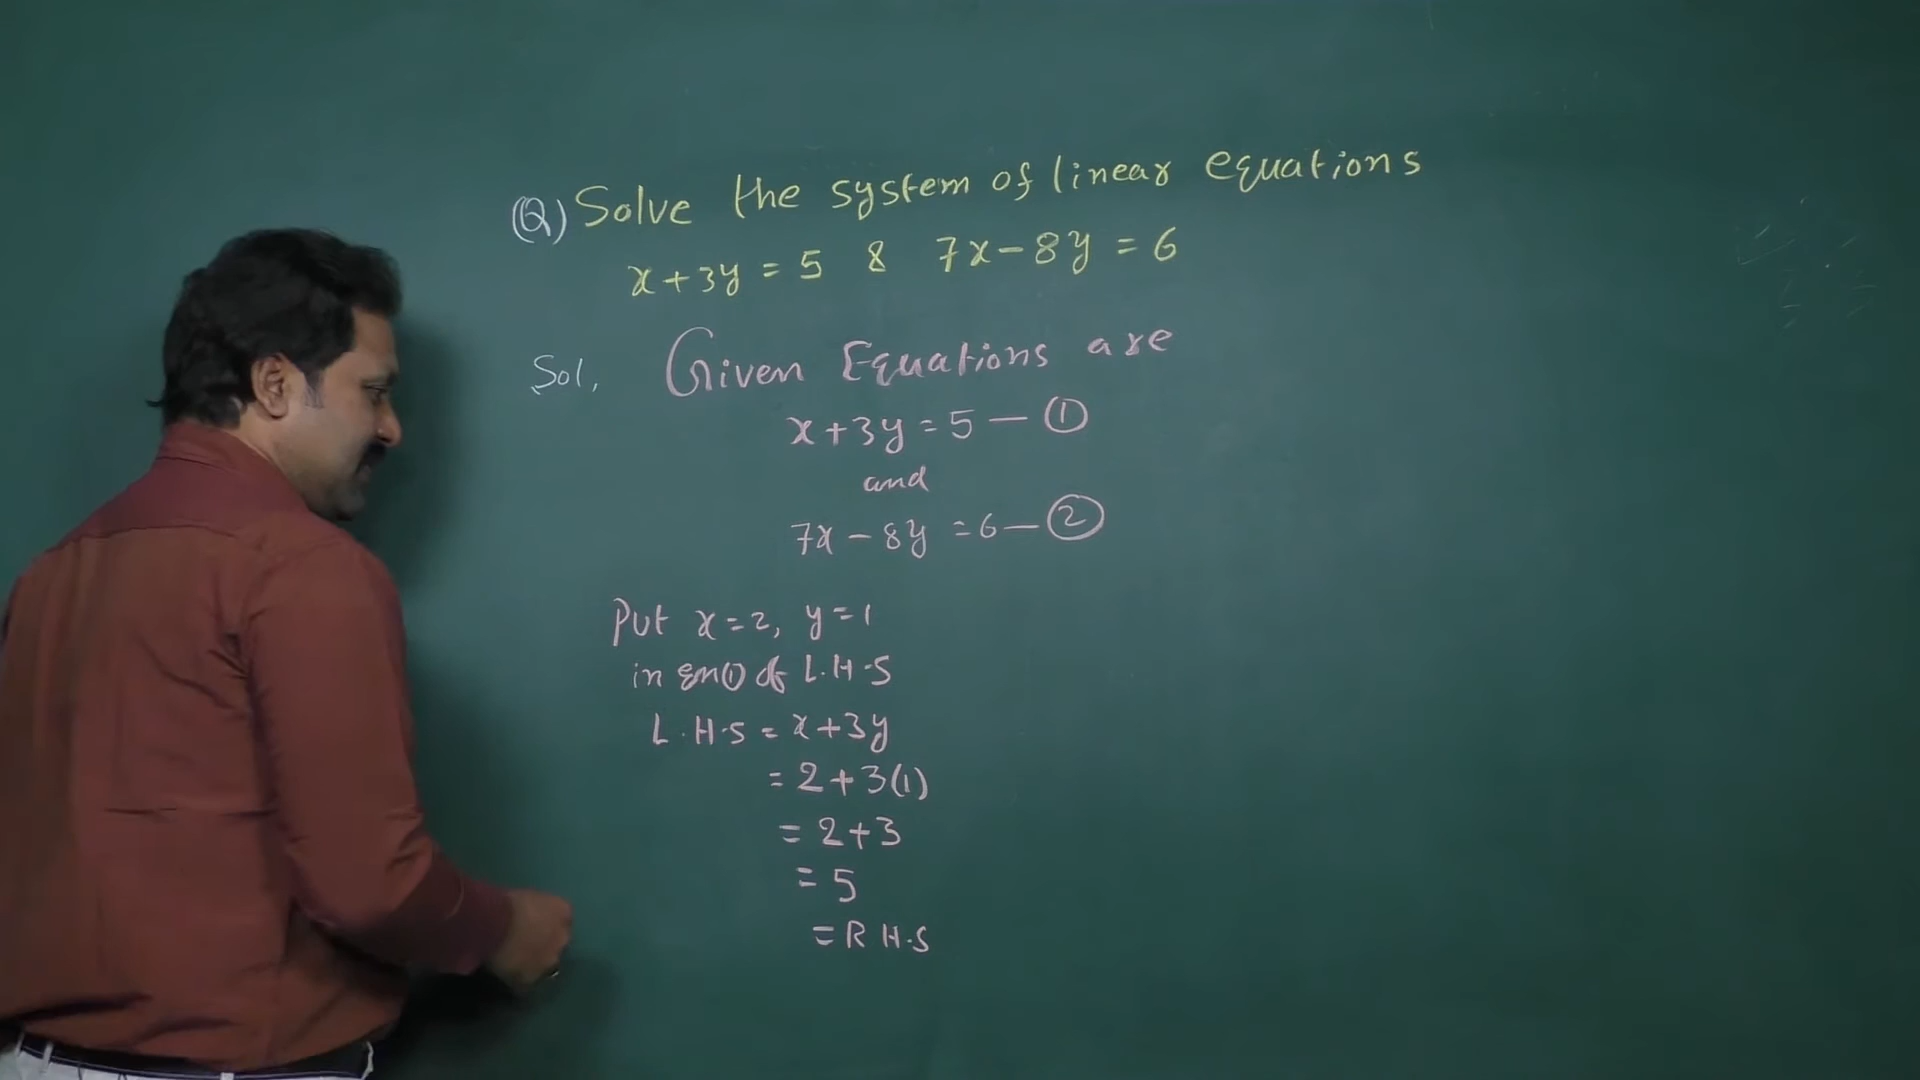 (Q) Solve the system of linear equations
x+3y = 5 & 7x-8y = 6
Sol, Given Equations are
x+3y = 5 — ①
and
7x - 8y = 6 — ②
Put x=2, y=1
in eqn① of L.H.S
L.H.S = x+3y
= 2+3(1)
= 2+3
= 5
= R H.S